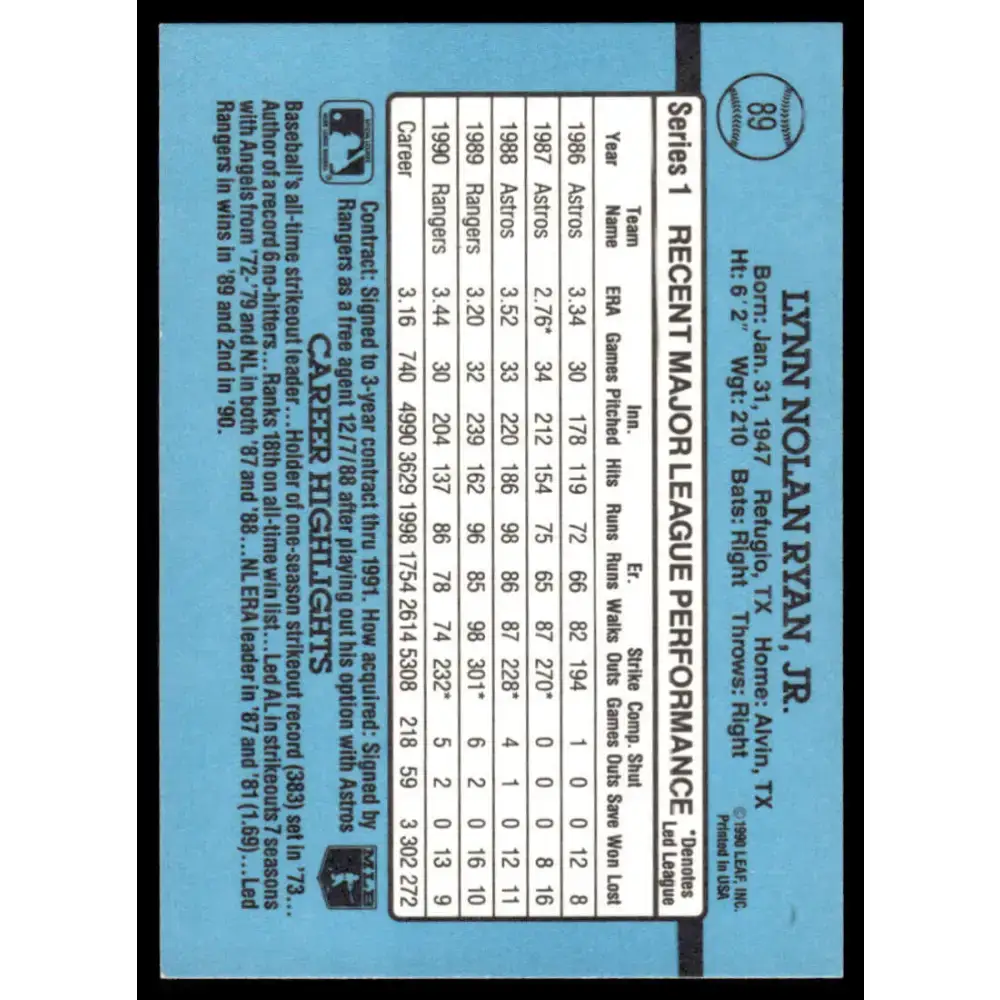 89
LYNN NOLAN RYAN, JR.
Born: Jan. 31, 1947 Refugio, TX Home: Alvin, TX
Ht: 6'2" Wgt: 210 Bats: Right Throws: Right
© 1990 LEAF, INC.
Printed in USA
Series 1 RECENT MAJOR LEAGUE PERFORMANCE *Denotes
Led League
Team Inn. Er. Strike Comp. Shut
Year Name ERA Games Pitched Hits Runs Runs Walks Outs Games Outs Save Won Lost
1986 Astros 3.34 30 178 119 72 66 82 194 1 0 0 12 8
1987 Astros 2.76* 34 212 154 75 65 87 270* 0 0 0 8 16
1988 Astros 3.52 33 220 186 98 86 87 228* 4 1 0 12 11
1989 Rangers 3.20 32 239 162 96 85 98 301* 6 2 0 16 10
1990 Rangers 3.44 30 204 137 86 78 74 232* 5 2 0 13 9
Career 3.16 740 4990 3629 1998 1754 2614 5308 218 59 3 302 272
Contract: Signed to 3-year contract thru 1991. How acquired: Signed by
Rangers as a free agent 12/7/88 after playing out his option with Astros
MLB
CAREER HIGHLIGHTS
Baseball's all-time strikeout leader...Holder of one-season strikeout record (383) set in '73...
Author of a record 6 no-hitters...Ranks 18th on all-time win list...Led AL in strikeouts 7 seasons
with Angels from '72-'79 and NL in both '87 and '88...NL ERA leader in '87 and '81 (1.69)...Led
Rangers in wins in '89 and 2nd in '90.